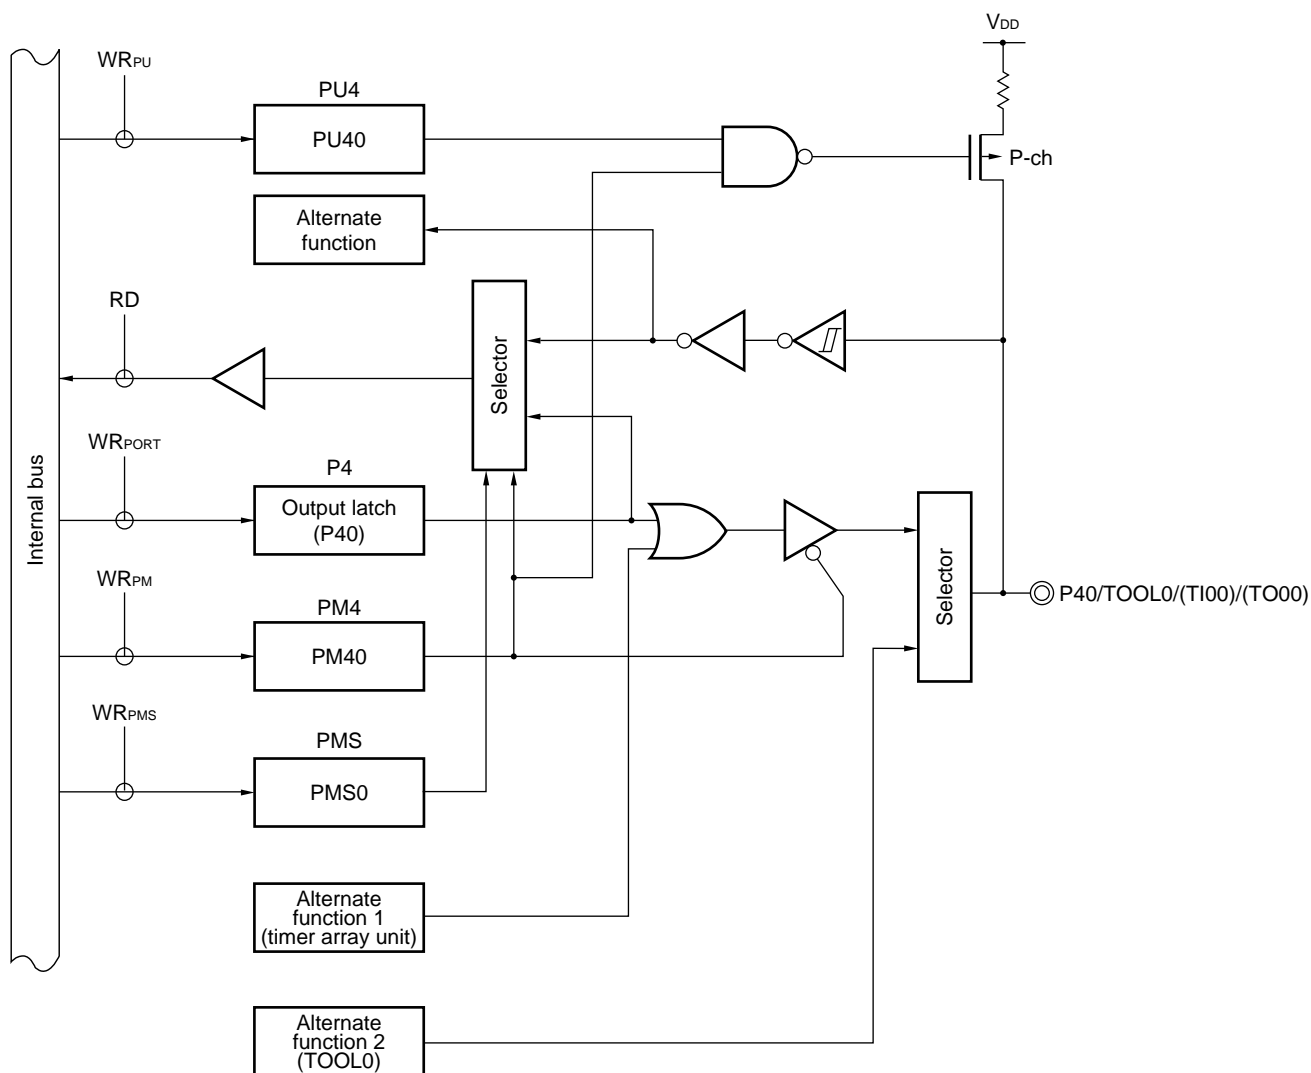 VDD
WRPU
PU4
PU40
P-ch
Alternate
function
RD
Selector
WRPORT
P4
Output latch
(P40)
Internal bus
Selector
WRPM
PM4
PM40
P40/TOOL0/(TI00)/(TO00)
WRPMS
PMS
PMS0
Alternate
function 1
(timer array unit)
Alternate
function 2
(TOOL0)